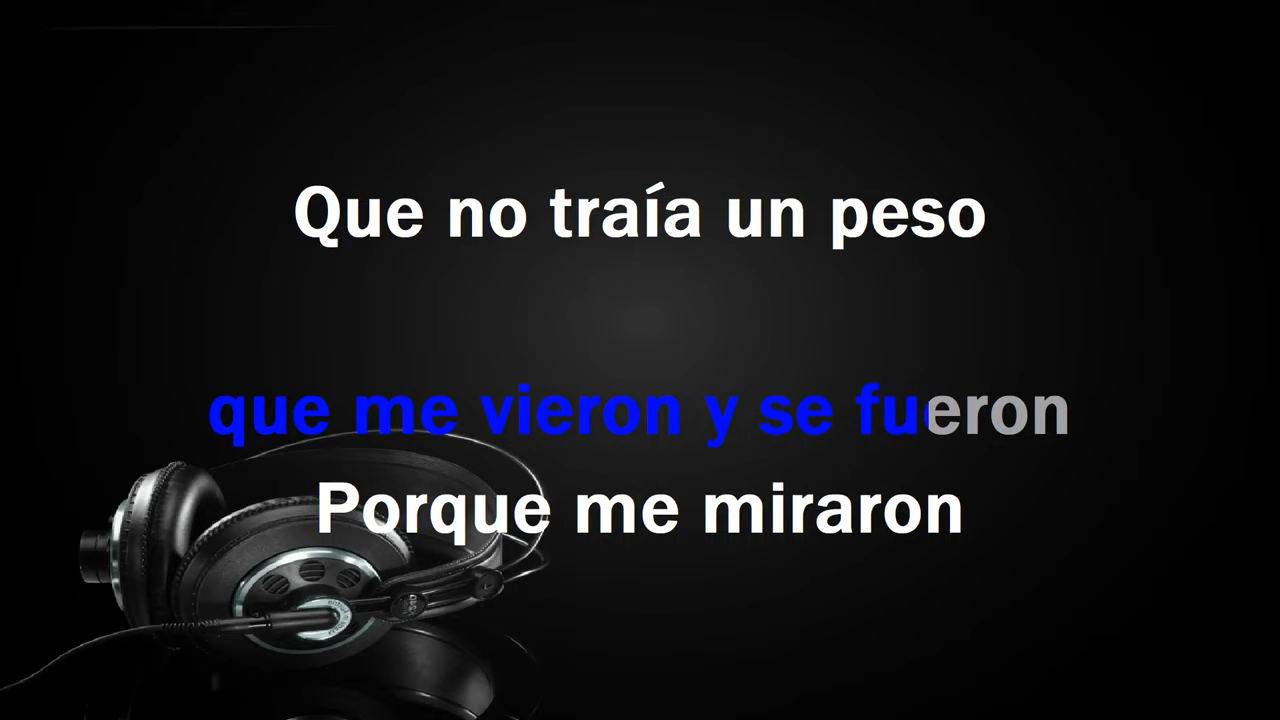 Que no traía un peso
que me vieron y se fueron
Porque me miraron